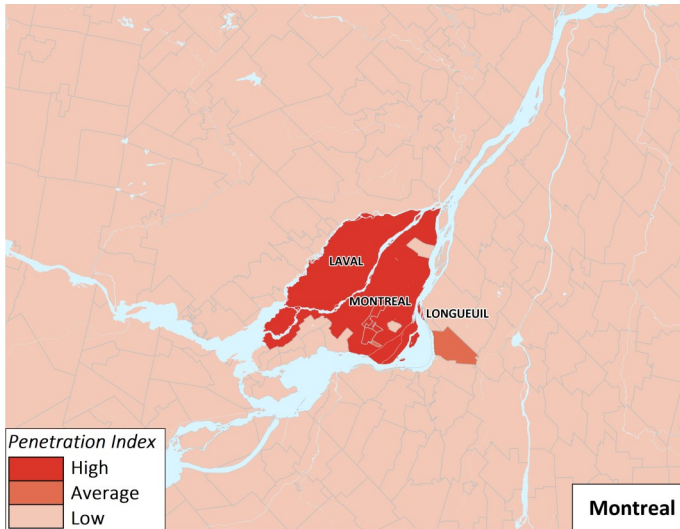 LAVAL
MONTREAL
LONGUEUIL
Penetration Index
High
Average
Low
Montreal